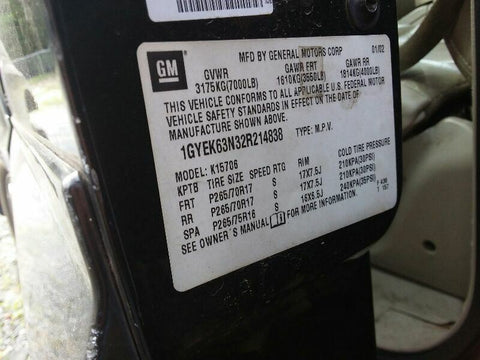 GM
MFD BY GENERAL MOTORS CORP 01/02
GVWR GAWR FRT GAWR RR
3175KG(7000LB) 1610KG(3550LB) 1814KG(4000LB)
THIS VEHICLE CONFORMS TO ALL APPLICABLE U.S. FEDERAL MOTOR
VEHICLE SAFETY STANDARDS IN EFFECT ON THE DATE OF
MANUFACTURE SHOWN ABOVE.
1GYEK63N32R214838 TYPE: M.P.V.
MODEL: K15706
KPTB TIRE SIZE SPEED RTG RIM COLD TIRE PRESSURE
FRT P265/70R17 S 17X7.5J 210KPA(30PSI)
RR P265/70R17 S 17X7.5J 210KPA(30PSI)
SPA P265/75R16 S 16X6.5J 240KPA(35PSI)
SEE OWNER'S MANUAL FOR MORE INFORMATION.